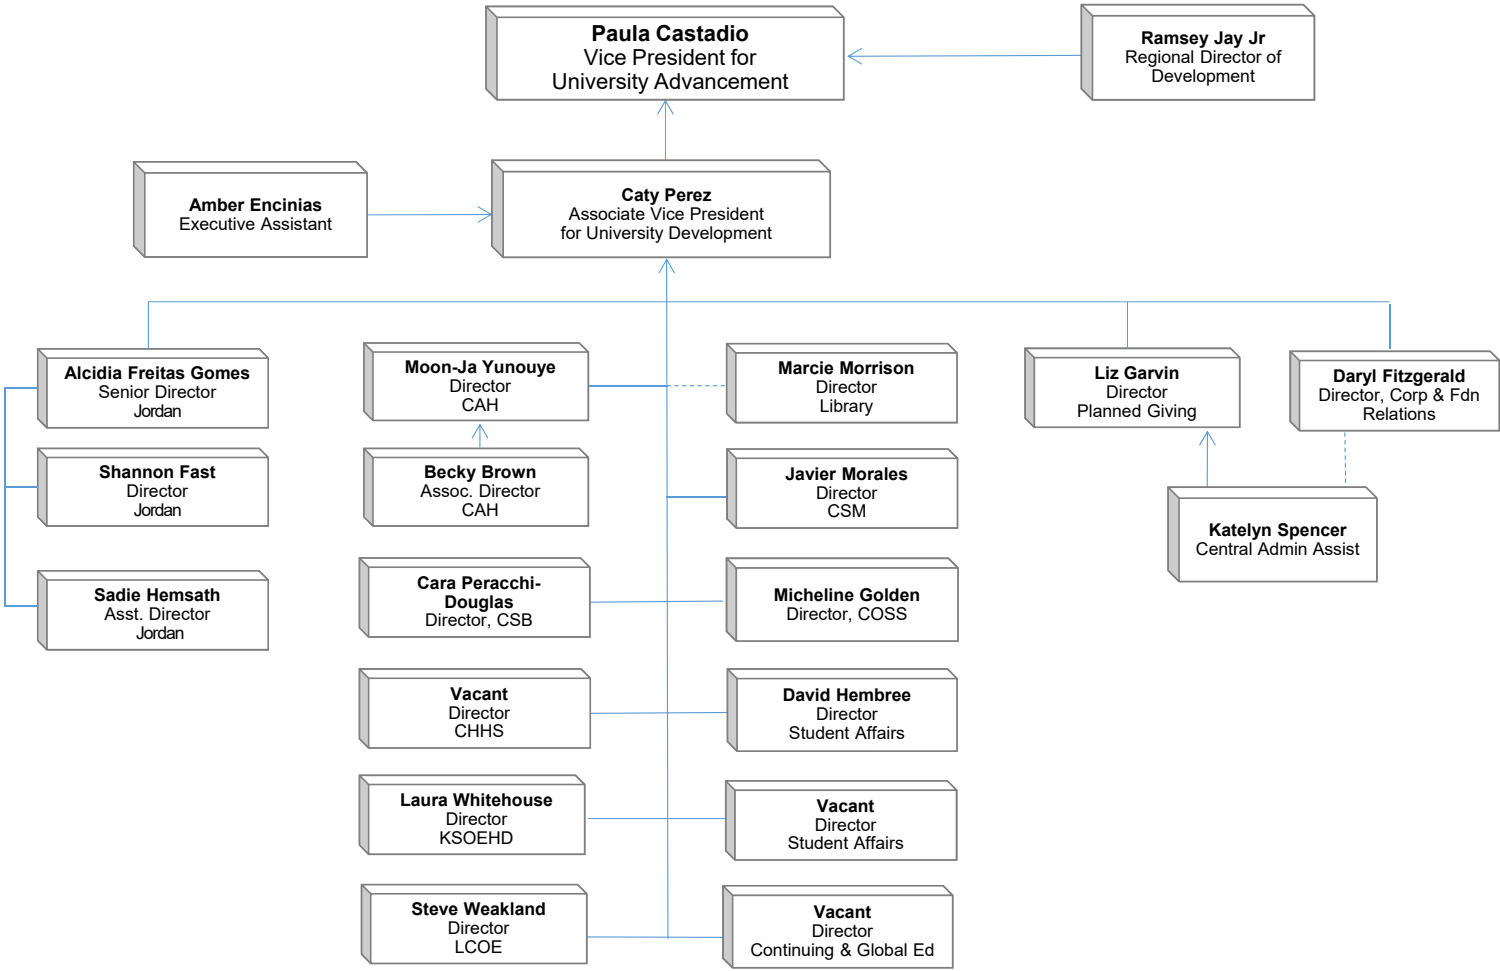 Paula Castadio
Vice President for
University Advancement
Ramsey Jay Jr
Regional Director of
Development
Amber Encinias
Executive Assistant
Caty Perez
Associate Vice President
for University Development
Alcidia Freitas Gomes
Senior Director
Jordan
Moon-Ja Yunouye
Director
CAH
Marcie Morrison
Director
Library
Liz Garvin
Director
Planned Giving
Daryl Fitzgerald
Director, Corp & Fdn
Relations
Shannon Fast
Director
Jordan
Becky Brown
Assoc. Director
CAH
Javier Morales
Director
CSM
Katelyn Spencer
Central Admin Assist
Sadie Hemsath
Asst. Director
Jordan
Cara Peracchi-
Douglas
Director, CSB
Micheline Golden
Director, COSS
Vacant
Director
CHHS
David Hembree
Director
Student Affairs
Laura Whitehouse
Director
KSOEHD
Vacant
Director
Student Affairs
Steve Weakland
Director
LCOE
Vacant
Director
Continuing & Global Ed